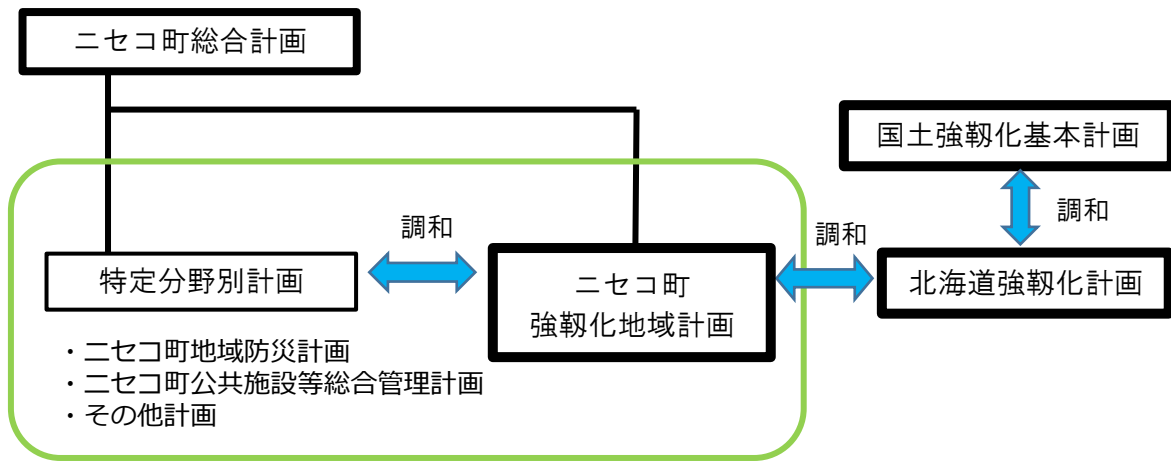 ニセコ町総合計画
国土強靱化基本計画
調和
調和
調和
特定分野別計画
ニセコ町
強靱化地域計画
北海道強靱化計画
・ニセコ町地域防災計画
・ニセコ町公共施設等総合管理計画
・その他計画